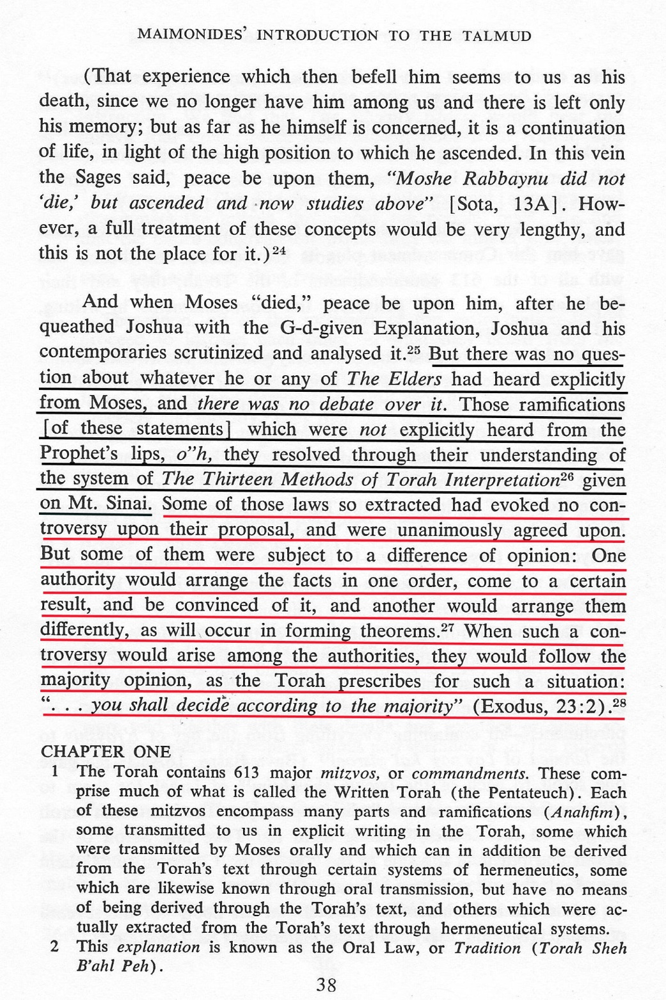 MAIMONIDES' INTRODUCTION TO THE TALMUD
(That experience which then befell him seems to us as his
death, since we no longer have him among us and there is left only
his memory; but as far as he himself is concerned, it is a continuation
of life, in light of the high position to which he ascended. In this vein
the Sages said, peace be upon them, “Moshe Rabbaynu did not
‘die,’ but ascended and now studies above” [Sota, 13A]. How-
ever, a full treatment of these concepts would be very lengthy, and
this is not the place for it.)²⁴
And when Moses “died,” peace be upon him, after he be-
queathed Joshua with the G-d-given Explanation, Joshua and his
contemporaries scrutinized and analysed it.²⁵ But there was no ques-
tion about whatever he or any of The Elders had heard explicitly
from Moses, and there was no debate over it. Those ramifications
[of these statements] which were not explicitly heard from the
Prophet's lips, o”h, they resolved through their understanding of
the system of The Thirteen Methods of Torah Interpretation²⁶ given
on Mt. Sinai. Some of those laws so extracted had evoked no con-
troversy upon their proposal, and were unanimously agreed upon.
But some of them were subject to a difference of opinion: One
authority would arrange the facts in one order, come to a certain
result, and be convinced of it, and another would arrange them
differently, as will occur in forming theorems.²⁷ When such a con-
troversy would arise among the authorities, they would follow the
majority opinion, as the Torah prescribes for such a situation:
“. . . you shall decide according to the majority” (Exodus, 23:2).²⁸
CHAPTER ONE
1 The Torah contains 613 major mitzvos, or commandments. These com-
prise much of what is called the Written Torah (the Pentateuch). Each
of these mitzvos encompass many parts and ramifications (Anahfim),
some transmitted to us in explicit writing in the Torah, some which
were transmitted by Moses orally and which can in addition be derived
from the Torah's text through certain systems of hermeneutics, some
which are likewise known through oral transmission, but have no means
of being derived through the Torah's text, and others which were ac-
tually extracted from the Torah's text through hermeneutical systems.
2 This explanation is known as the Oral Law, or Tradition (Torah Sheh
B'ahl Peh).
38